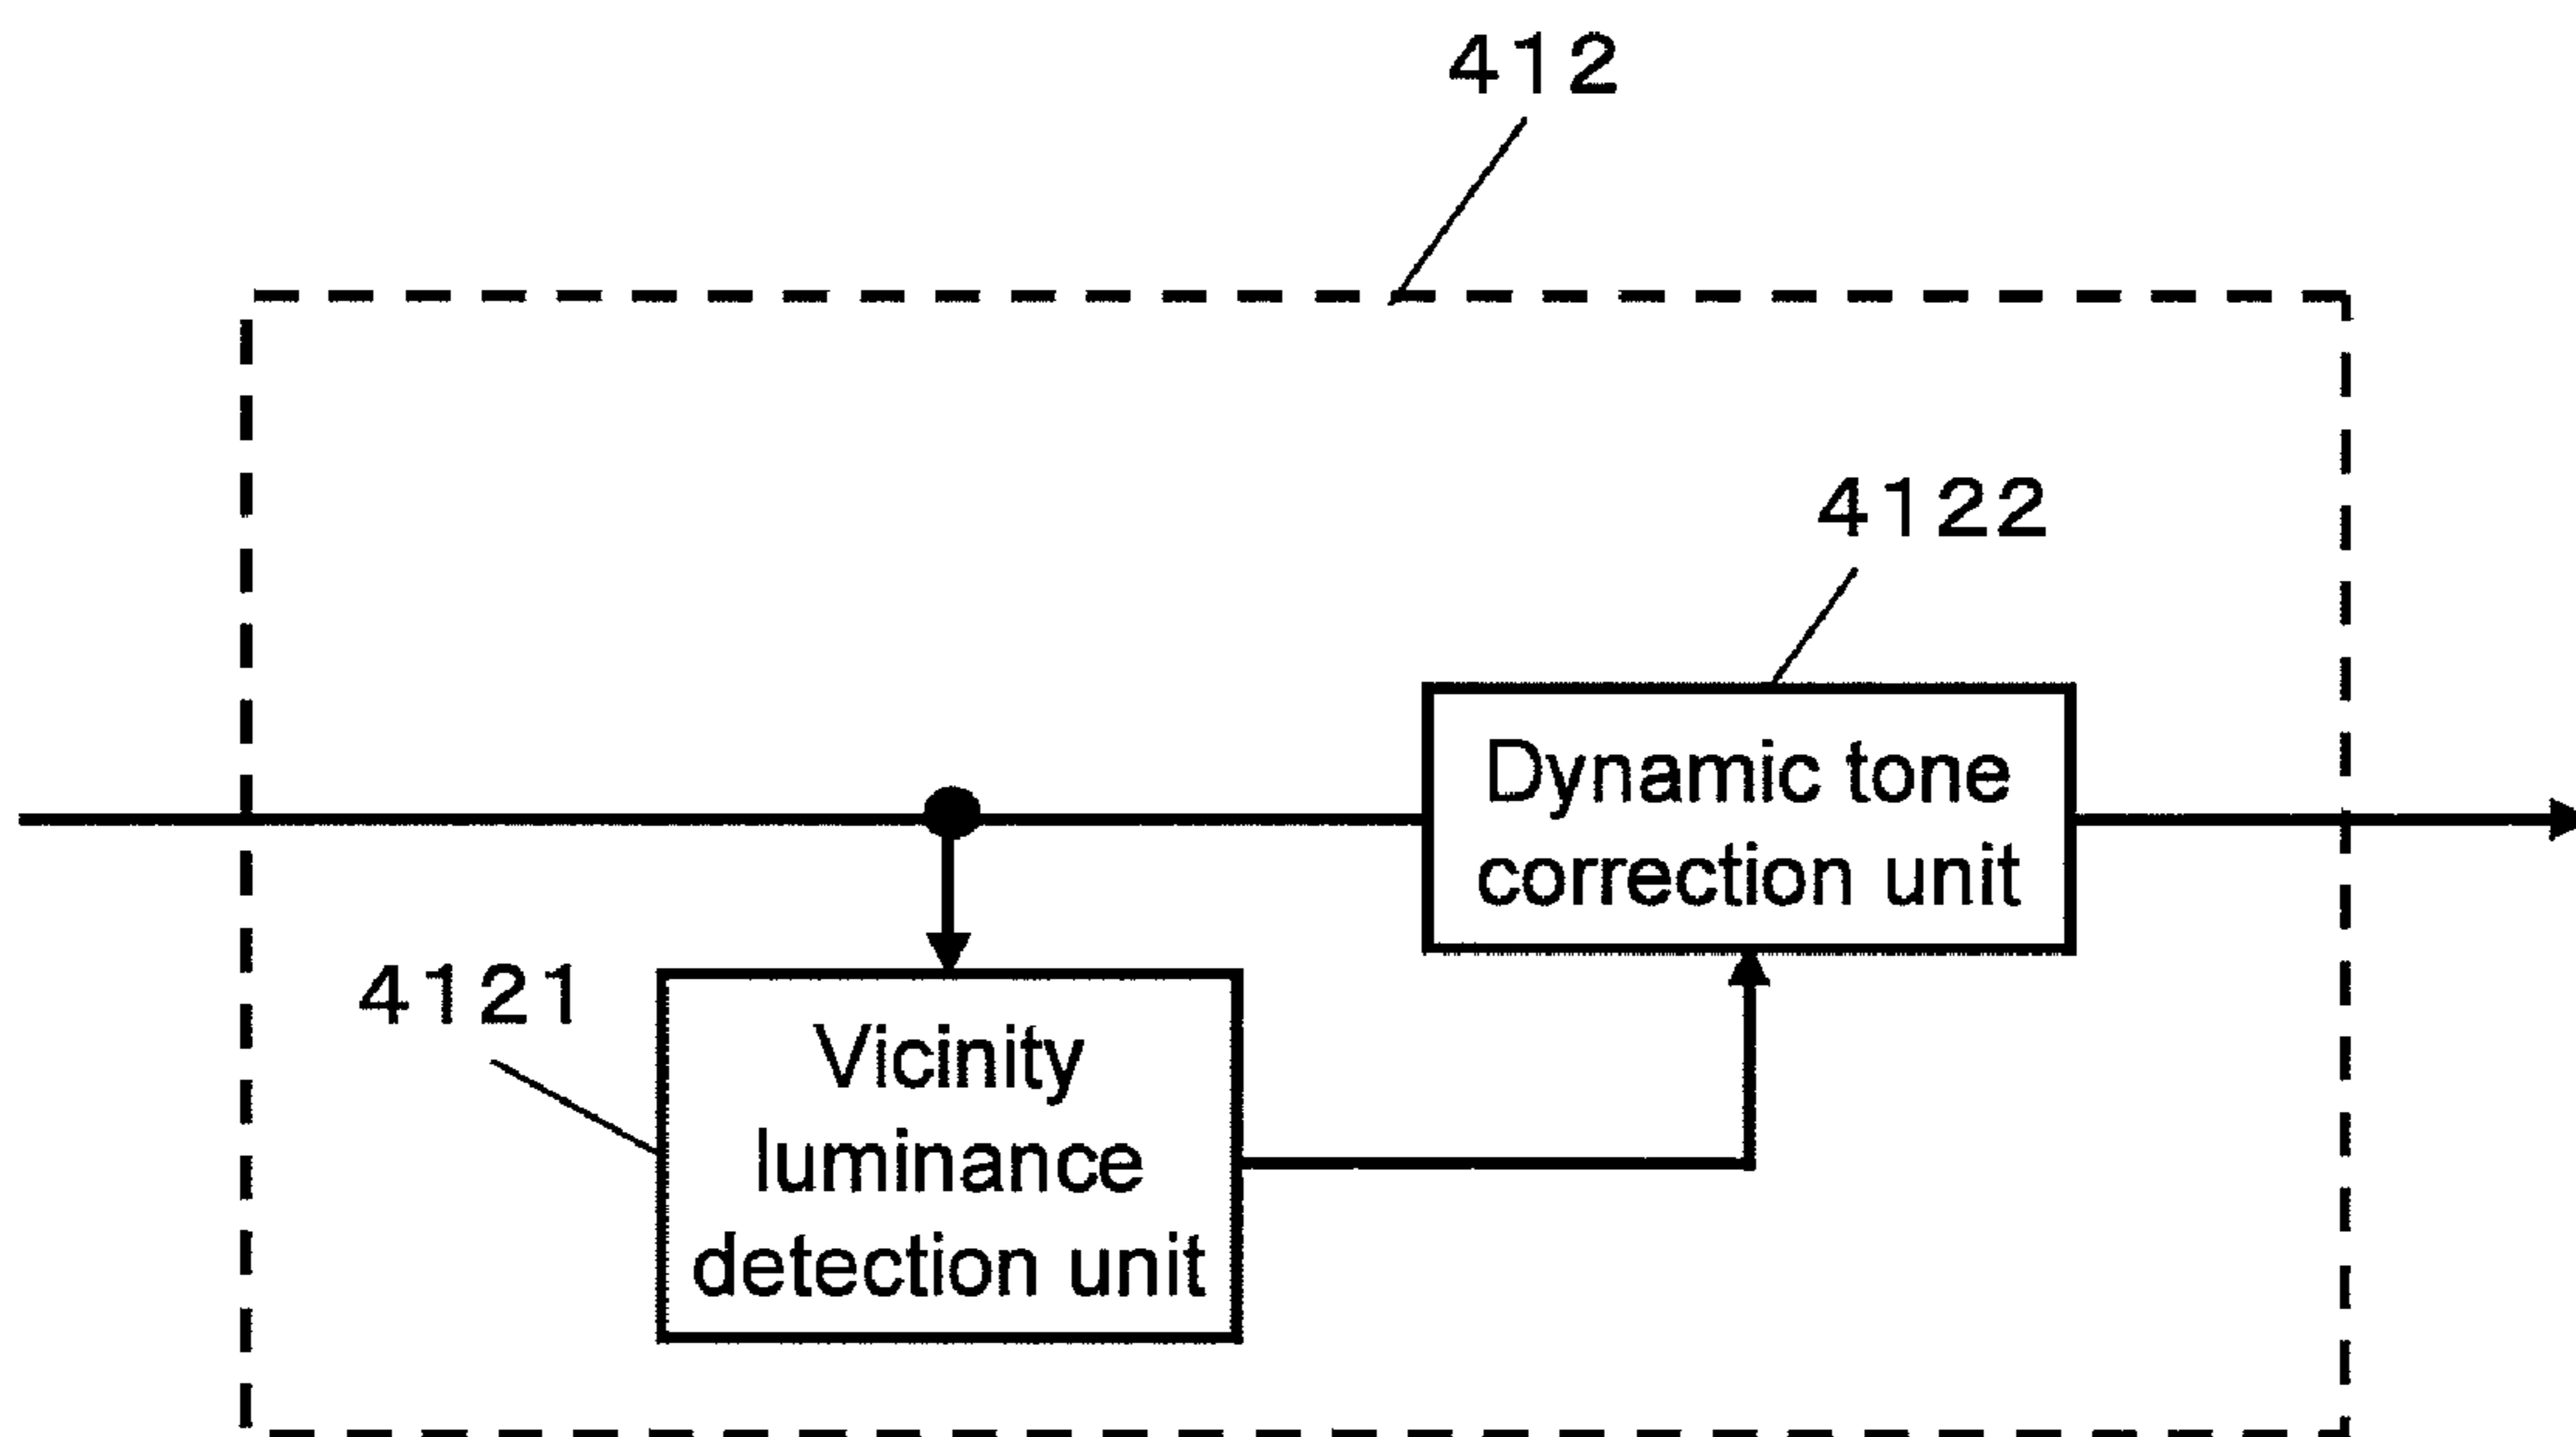 412
4122
Dynamic tone
correction unit
4121
Vicinity
luminance
detection unit